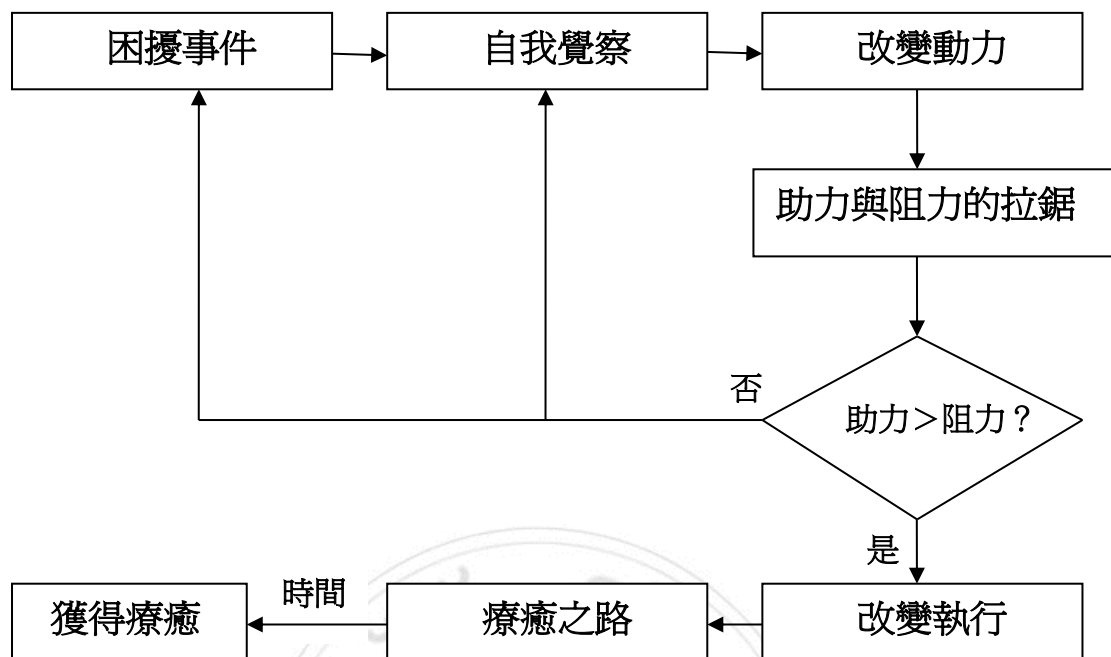 困擾事件
自我覺察
改變動力
助力與阻力的拉鋸
否
助力＞阻力？
是
獲得療癒
時間
療癒之路
改變執行